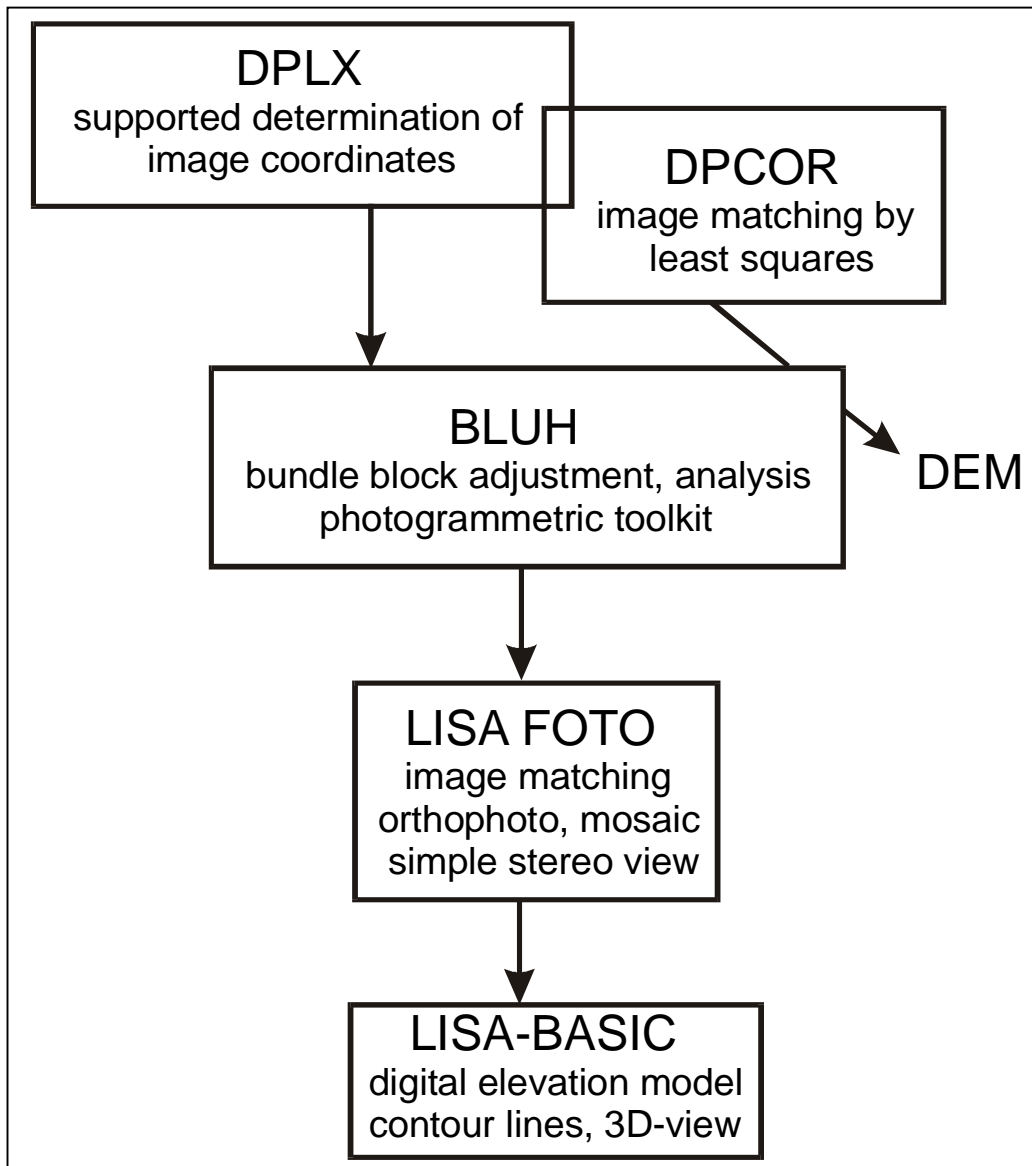 DPLX
supported determination of
image coordinates
DPCOR
image matching by
least squares
BLUH
bundle block adjustment, analysis
photogrammetric toolkit
DEM
LISA FOTO
image matching
orthophoto, mosaic
simple stereo view
LISA-BASIC
digital elevation model
contour lines, 3D-view